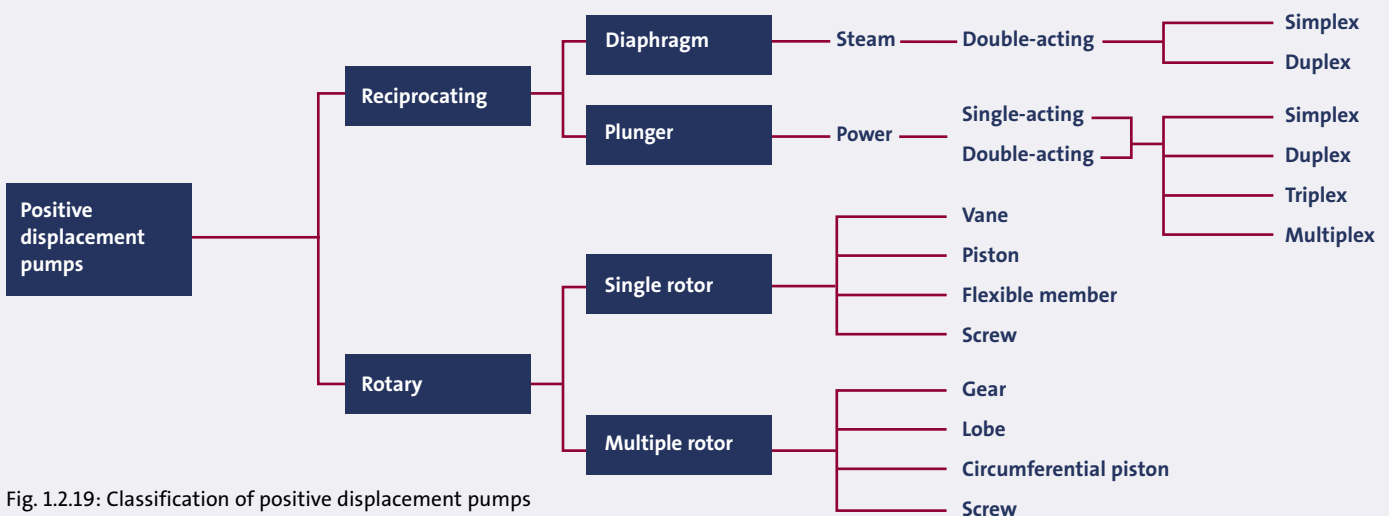 Positive
displacement
pumps
Reciprocating
Diaphragm
Steam
Double-acting
Simplex
Duplex
Plunger
Power
Single-acting
Double-acting
Simplex
Duplex
Triplex
Multiplex
Rotary
Single rotor
Vane
Piston
Flexible member
Screw
Multiple rotor
Gear
Lobe
Circumferential piston
Screw
Fig. 1.2.19: Classification of positive displacement pumps